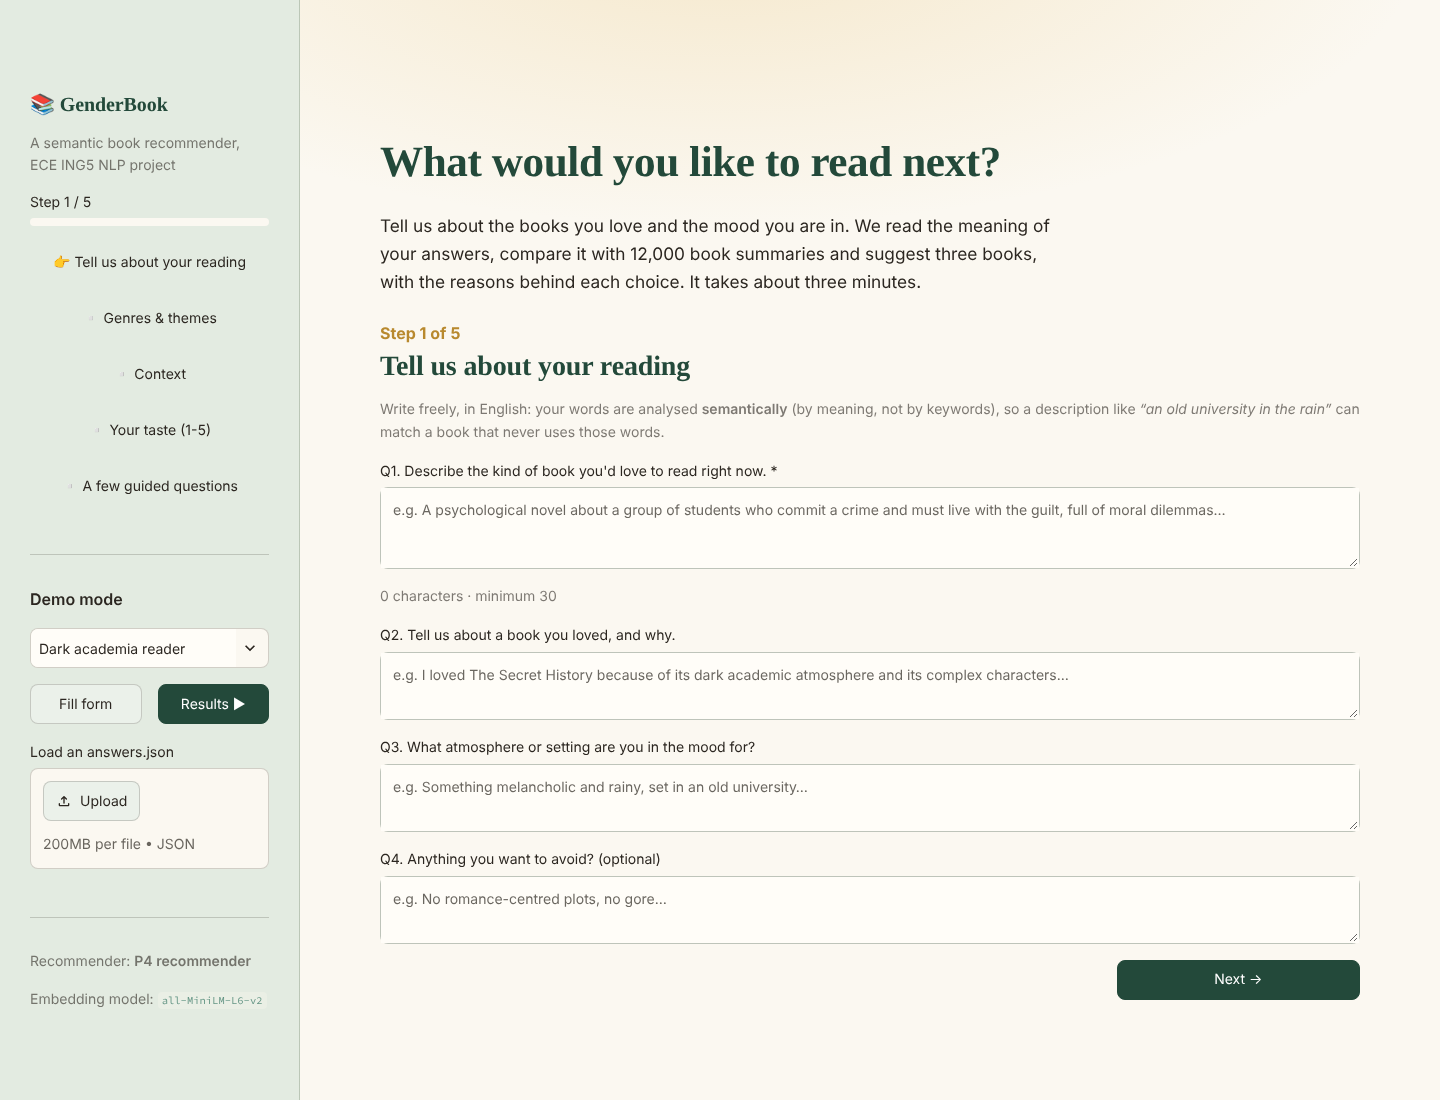 📚 GenderBook
A semantic book recommender,
ECE ING5 NLP project
Step 1 / 5
👉 Tell us about your reading
Genres & themes
Context
Your taste (1-5)
A few guided questions
Demo mode
Dark academia reader
Fill form
Results ▶
Load an answers.json
Upload
200MB per file • JSON
Recommender: P4 recommender
Embedding model: all-MiniLM-L6-v2
What would you like to read next?
Tell us about the books you love and the mood you are in. We read the meaning of
your answers, compare it with 12,000 book summaries and suggest three books,
with the reasons behind each choice. It takes about three minutes.
Step 1 of 5
Tell us about your reading
Write freely, in English: your words are analysed semantically (by meaning, not by keywords), so a description like “an old university in the rain” can
match a book that never uses those words.
Q1. Describe the kind of book you'd love to read right now. *
e.g. A psychological novel about a group of students who commit a crime and must live with the guilt, full of moral dilemmas...
0 characters · minimum 30
Q2. Tell us about a book you loved, and why.
e.g. I loved The Secret History because of its dark academic atmosphere and its complex characters...
Q3. What atmosphere or setting are you in the mood for?
e.g. Something melancholic and rainy, set in an old university...
Q4. Anything you want to avoid? (optional)
e.g. No romance-centred plots, no gore...
Next →